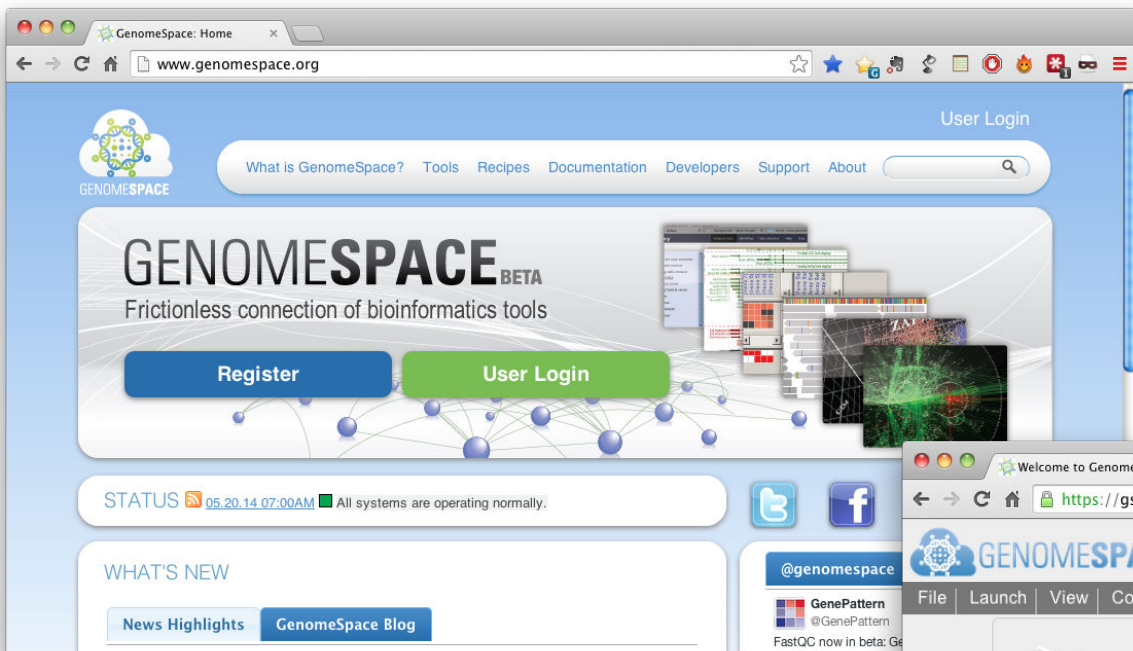 GenomeSpace: Home
www.genomespace.org
User Login
GENOMESPACE
What is GenomeSpace? Tools Recipes Documentation Developers Support About
GENOMESPACE BETA
Frictionless connection of bioinformatics tools
Register User Login
STATUS 05.20.14 07:00AM All systems are operating normally.
WHAT'S NEW
News Highlights GenomeSpace Blog
@genomespace
GenePattern
@GenePattern
FastQC now in beta: Ge
Welcome to Genome
https://gs
GENOMESPA
File Launch View Co